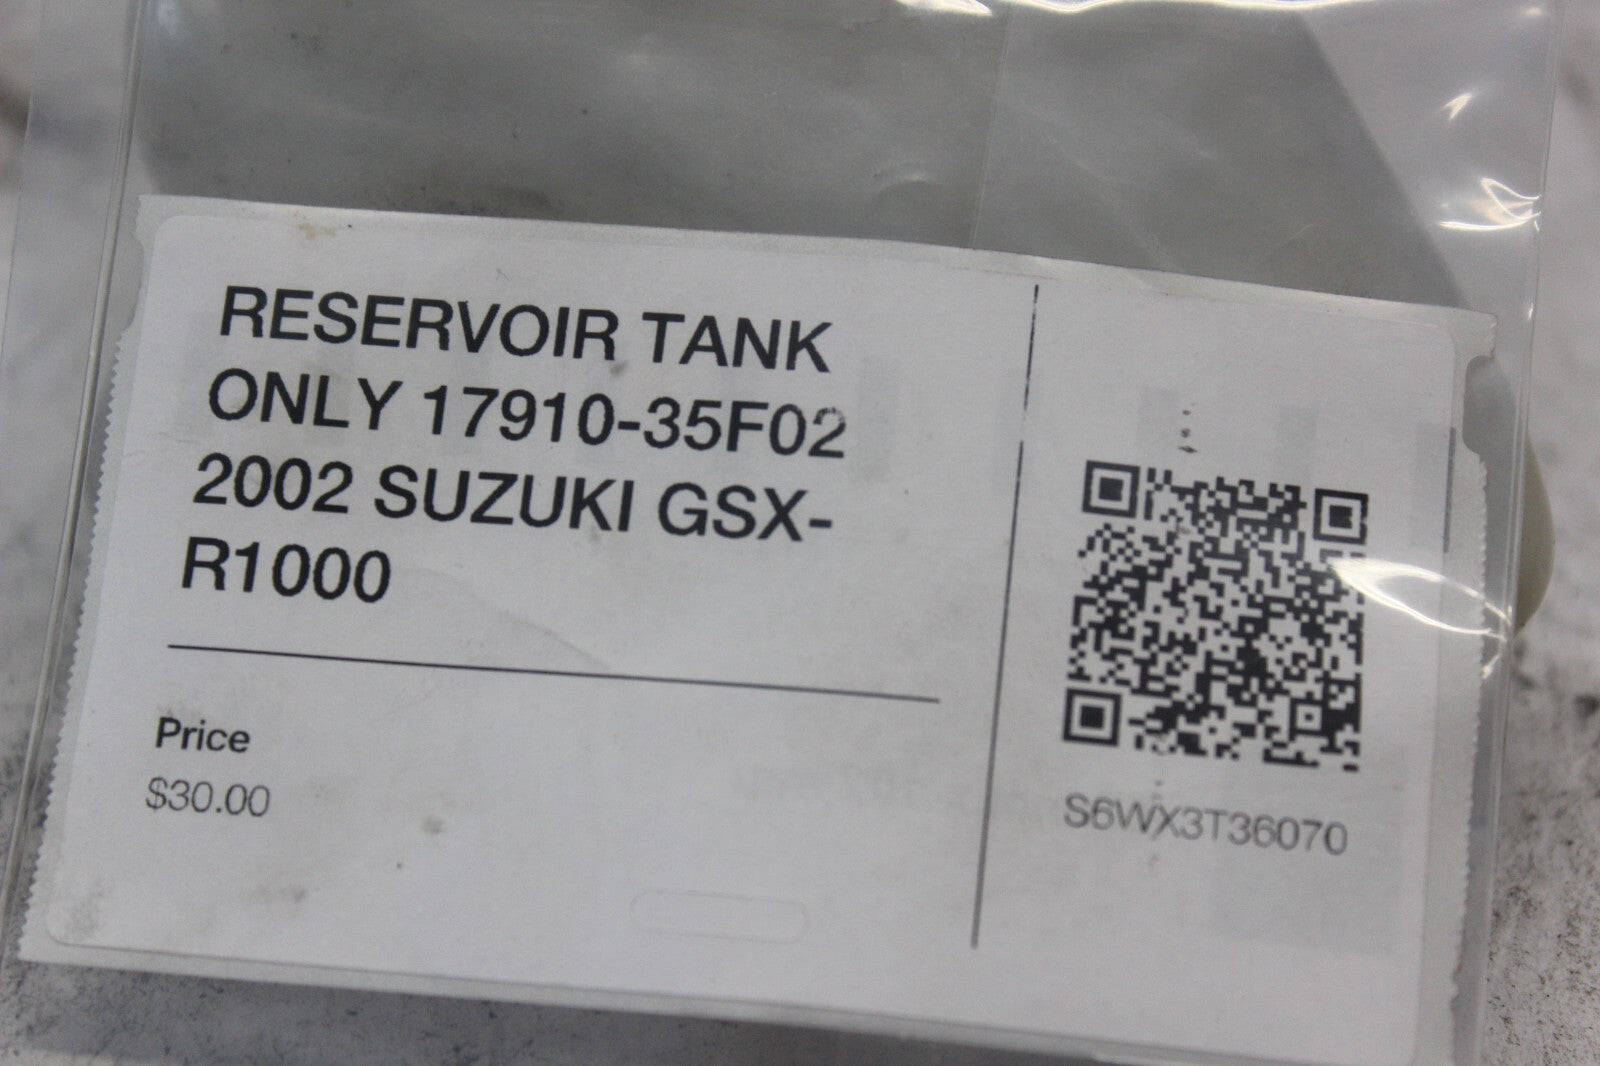 RESERVOIR TANK
ONLY 17910-35F02
2002 SUZUKI GSX-
R1000
Price
$30.00
S6WX3T36070